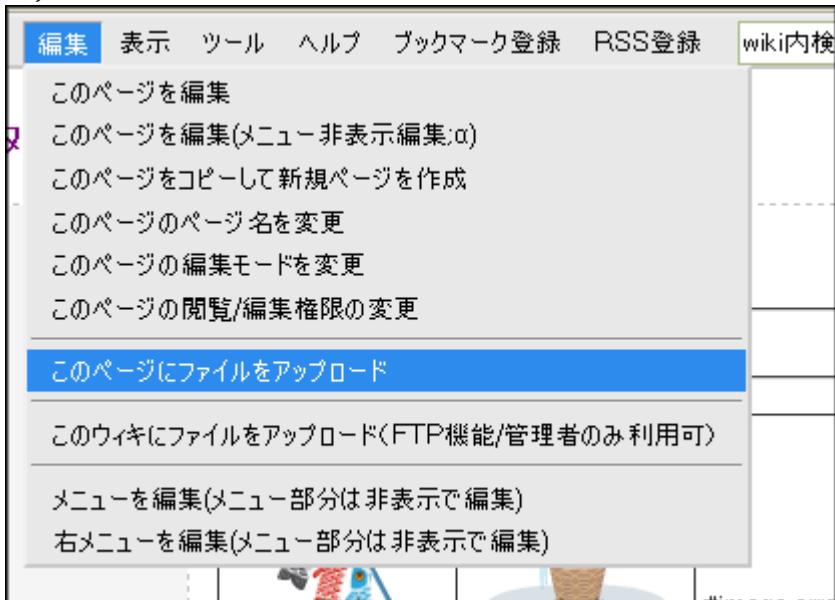 編集 表示 ツール ヘルプ ブックマーク登録 RSS登録 wiki内検
このページを編集
このページを編集(メニュー非表示編集;α)
このページをコピーして新規ページを作成
このページのページ名を変更
このページの編集モードを変更
このページの閲覧/編集権限の変更
このページにファイルをアップロード
このウィキにファイルをアップロード(FTP機能/管理者のみ利用可)
メニューを編集(メニュー部分は非表示で編集)
右メニューを編集(メニュー部分は非表示で編集)